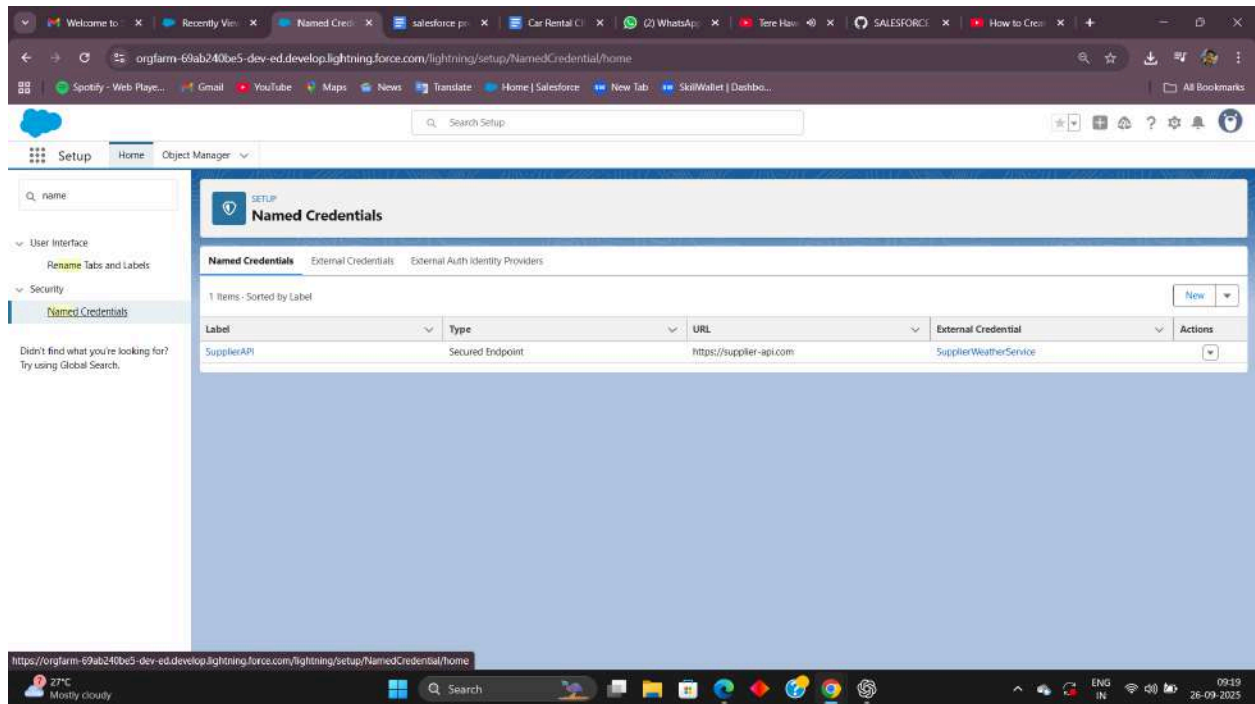 Welcome to
Recently Vie
Named Cred
salesforce pr
Car Rental Cl
(2) WhatsAp
Tere Haw
SALESFORCE
How to Crea
orgfarm-69ab240be5-dev-ed.develop.lightning.force.com/lightning/setup/NamedCredential/home
Spotify - Web Playe...
Gmail
YouTube
Maps
News
Translate
Home | Salesforce
New Tab
SkillWallet | Dashbo...
All Bookmarks
Search Setup
Setup
Home
Object Manager
name
User Interface
Rename Tabs and Labels
Security
Named Credentials
Didn't find what you're looking for?
Try using Global Search.
SETUP
Named Credentials
Named Credentials External Credentials External Auth Identity Providers
1 Items · Sorted by Label
New
Label Type URL External Credential Actions
SupplierAPI Secured Endpoint https://supplier-api.com SupplierWeatherService
https://orgfarm-69ab240be5-dev-ed.develop.lightning.force.com/lightning/setup/NamedCredential/home
27°C
Mostly cloudy
Search
ENG
IN
09:19
26-09-2025